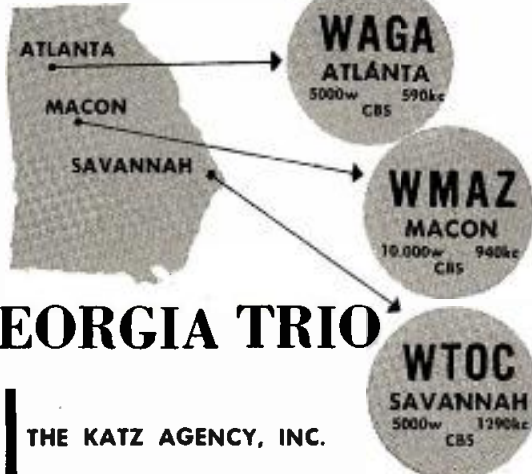 ATLANTA
MACON
SAVANNAH
WAGA
ATLANTA
5000w 590kc
CBS
WMAZ
MACON
10.000w 940kc
CBS
EORGIA TRIO
WTOC
SAVANNAH
5000w 1290kc
CBS
THE KATZ AGENCY, INC.